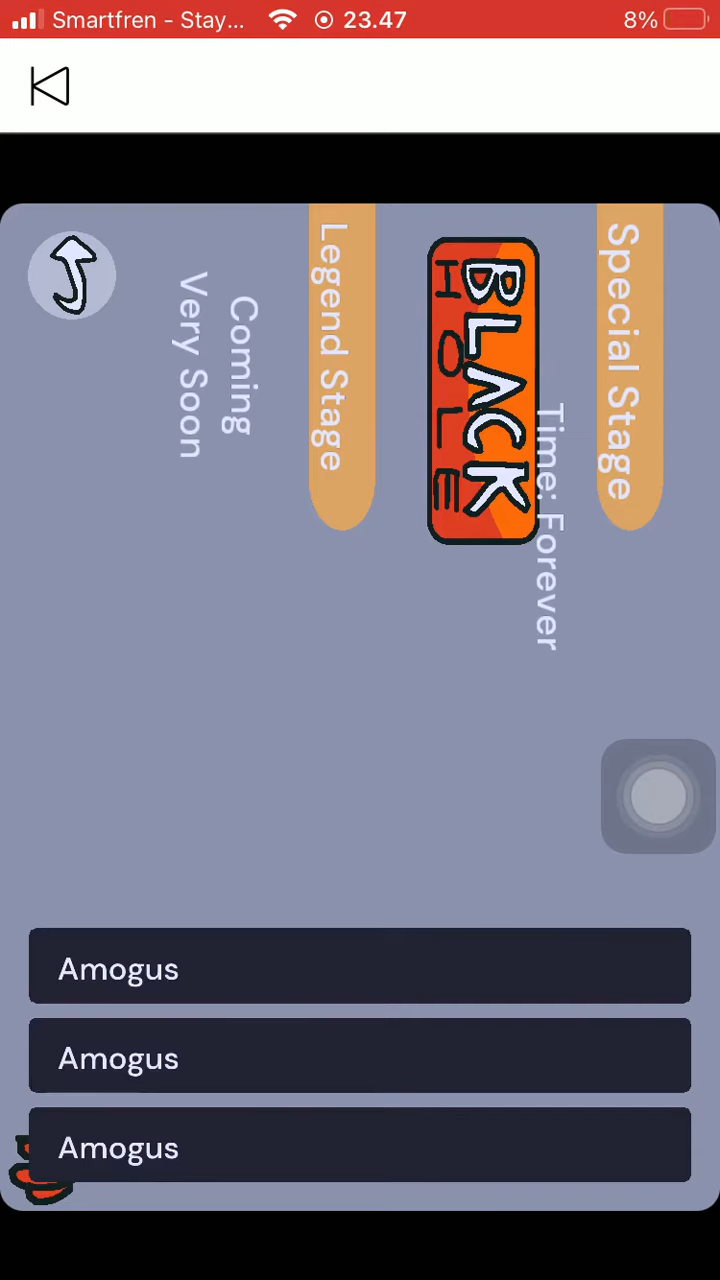 Smartfren - Stay... 23.47 8%
Special Stage
Time: Forever
BLACK
HOLE
Legend Stage
Coming
Very Soon
Amogus
Amogus
Amogus